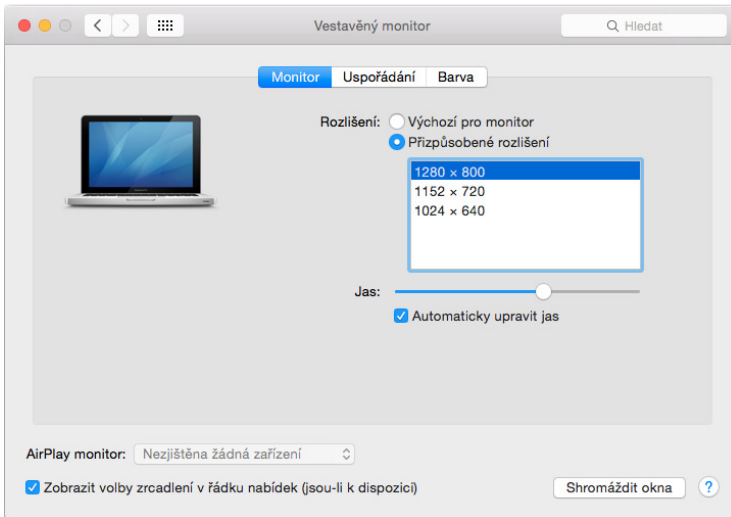 Vestavěný monitor
Hledat
Monitor Uspořádání Barva
Rozlišení: Výchozí pro monitor
Přizpůsobené rozlišení
1280 × 800
1152 × 720
1024 × 640
Jas:
Automaticky upravit jas
AirPlay monitor: Nezjištěna žádná zařízení
Zobrazit volby zrcadlení v řádku nabídek (jsou-li k dispozici)
Shromáždit okna ?